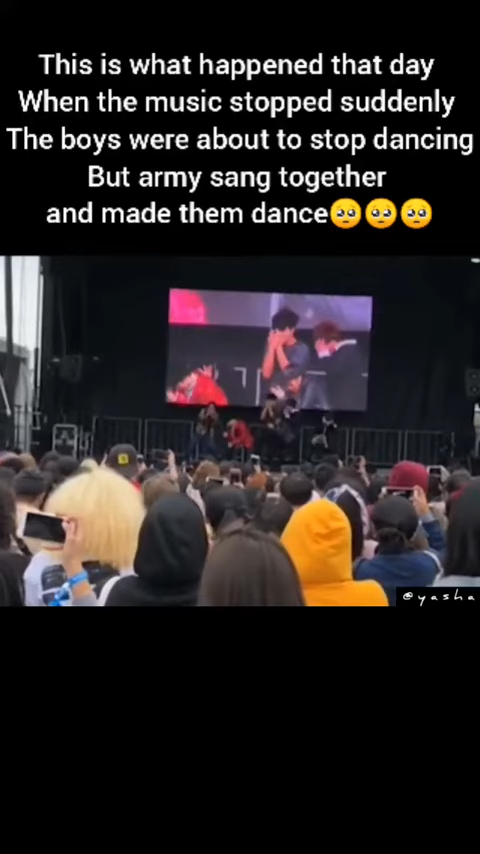 This is what happened that day
When the music stopped suddenly
The boys were about to stop dancing
But army sang together
and made them dance🥺🥺🥺
@yasha